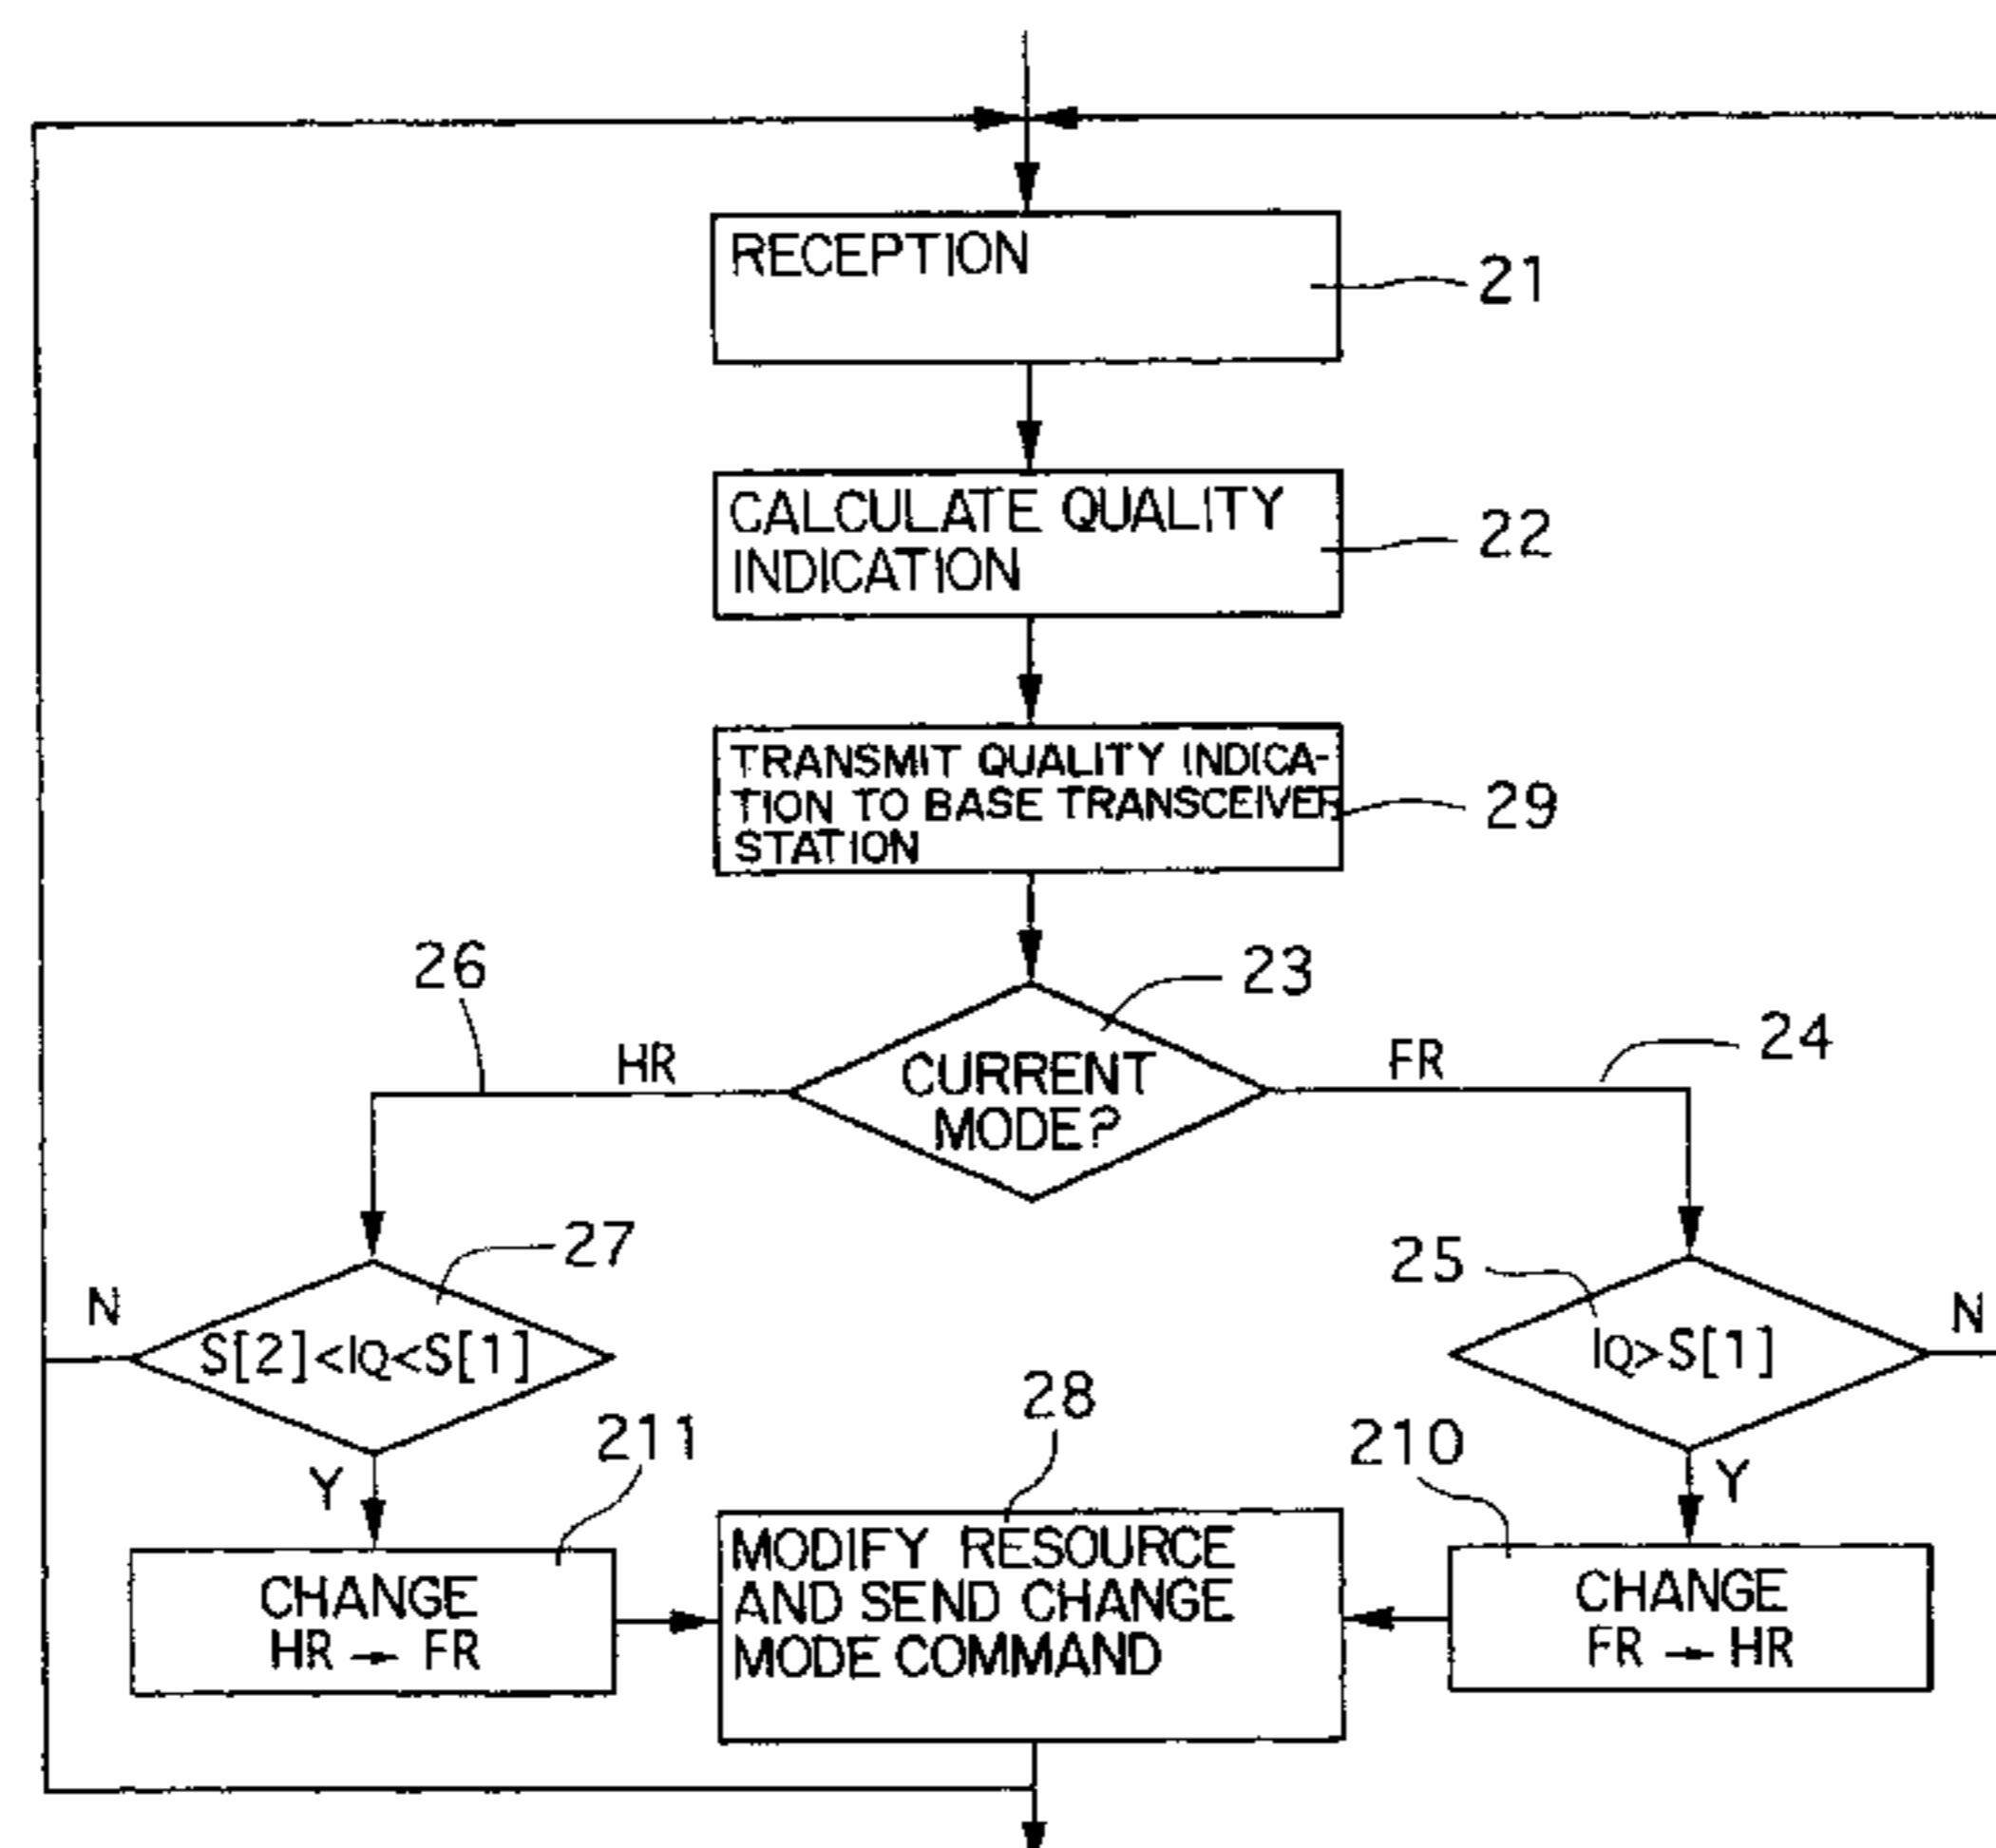 RECEPTION
21
CALCULATE QUALITY
INDICATION
22
TRANSMIT QUALITY INDICA-
TION TO BASE TRANSCEIVER
STATION
29
26
23
HR
CURRENT
MODE?
FR
24
27
25
N
S[2]<IQ<S[1]
IQ>S[1]
N
28
211
210
Y
Y
CHANGE
HR → FR
MODIFY RESOURCE
AND SEND CHANGE
MODE COMMAND
CHANGE
FR → HR